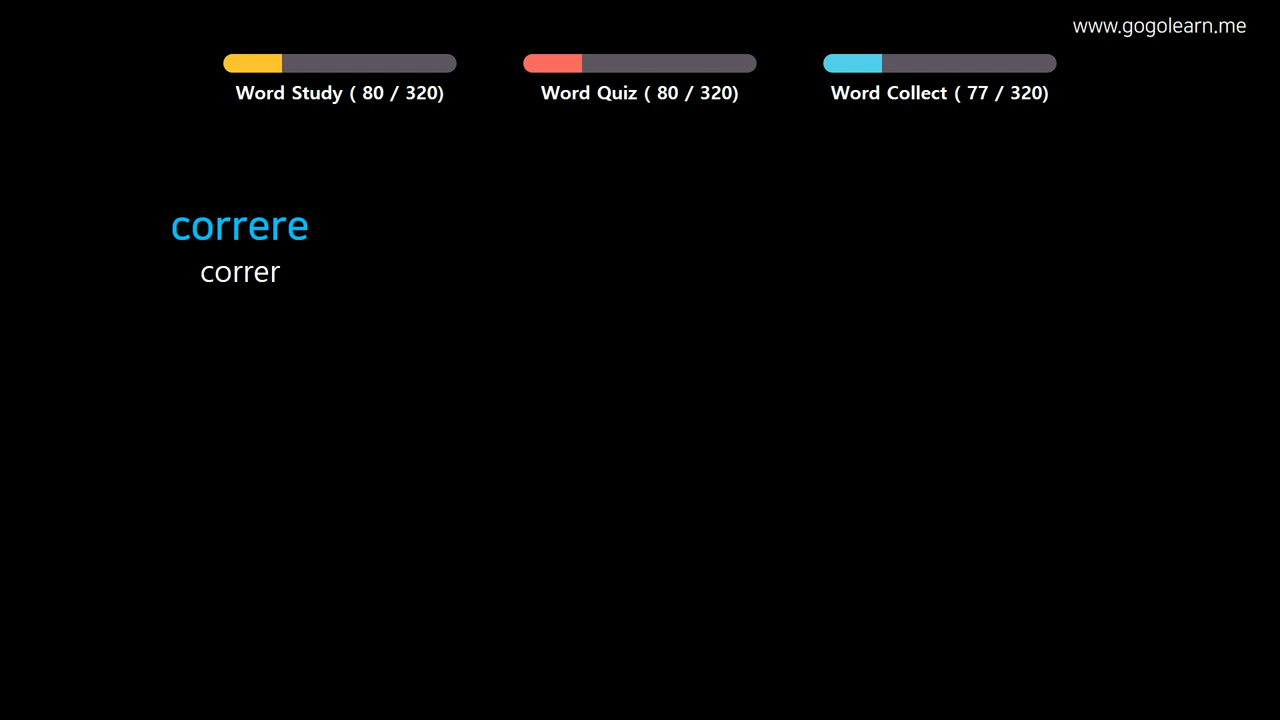 www.gogolearn.me
Word Study ( 80 / 320)
Word Quiz ( 80 / 320)
Word Collect ( 77 / 320)
correre
correr